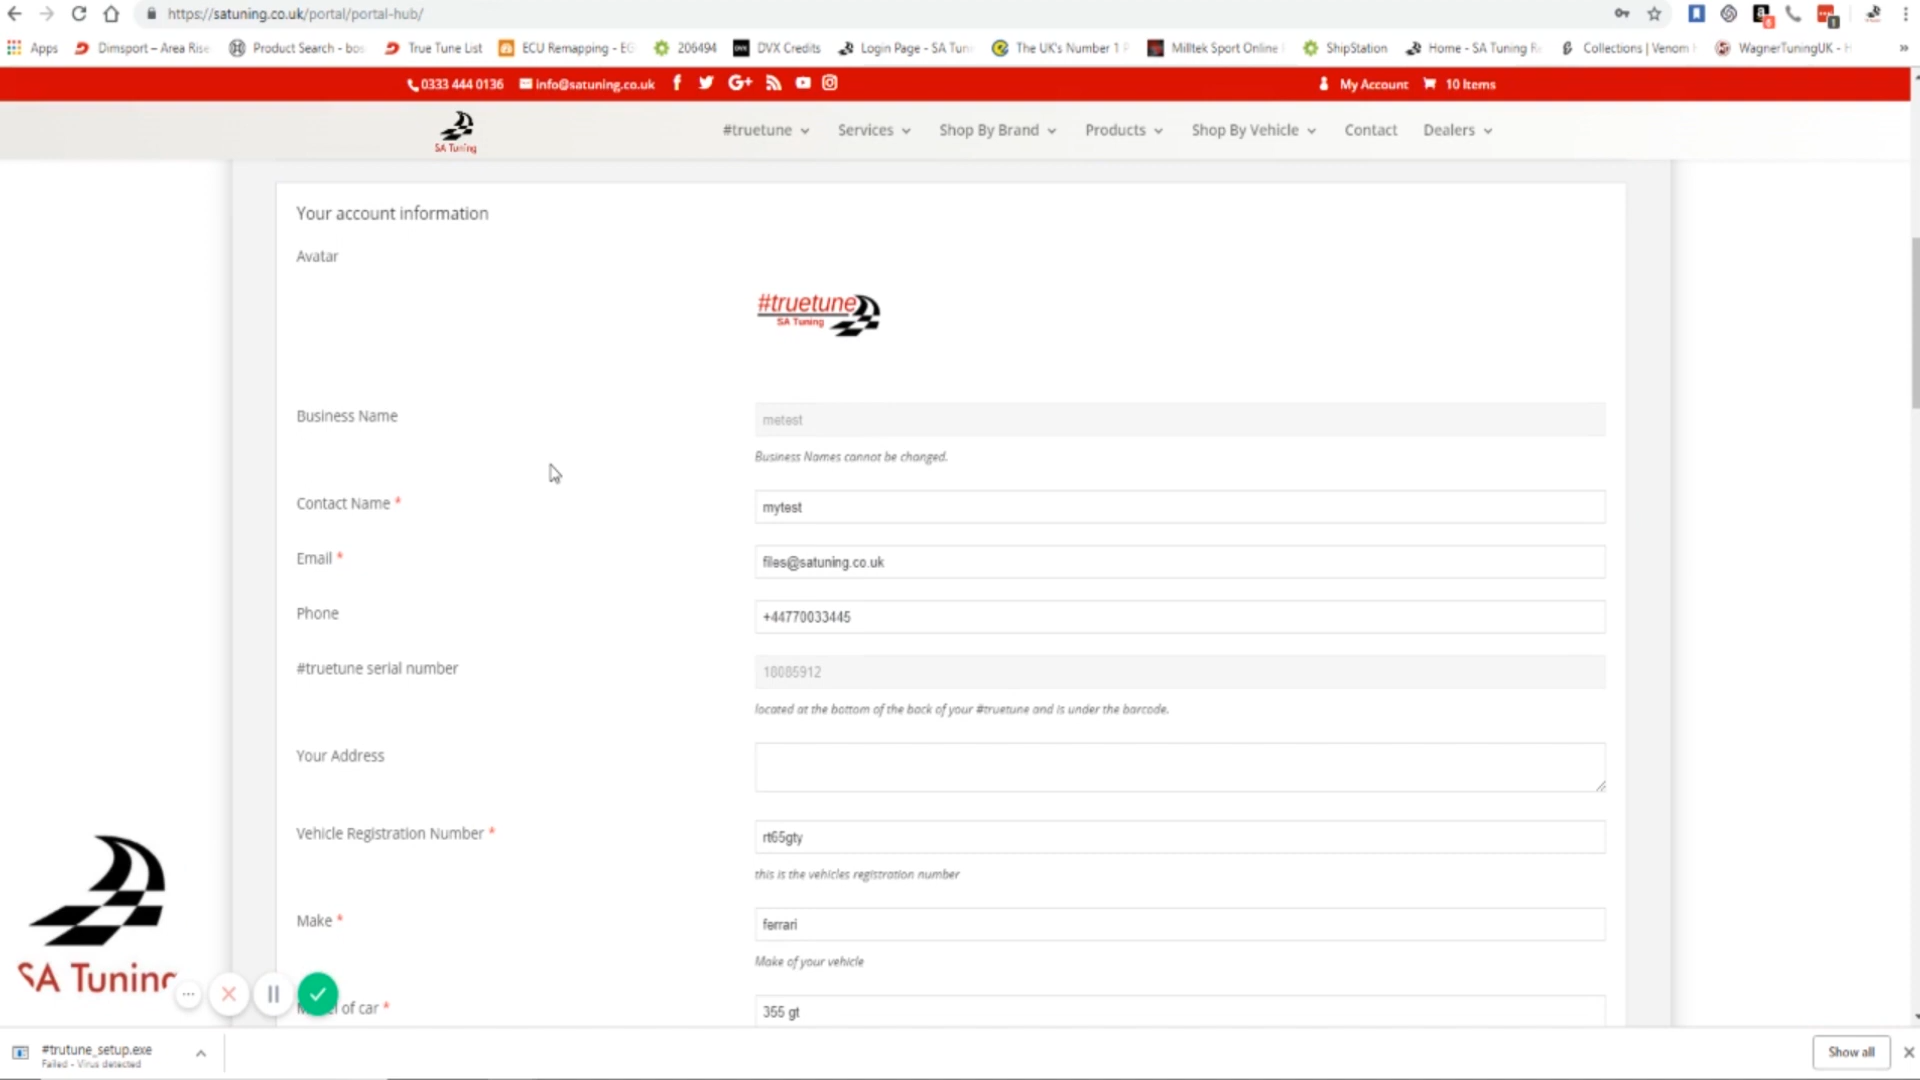 https://satuning.co.uk/portal/portal-hub/
Apps Dimsport – Area Rise Product Search - bos True Tune List ECU Remapping - EC 206494 DVX Credits Login Page - SA Tun The UK's Number 1 Milltek Sport Online ShipStation Home - SA Tuning R Collections | Venom WagnerTuningUK - H »
0333 444 0136 info@satuning.co.uk My Account 10 Items
SA Tuning #truetune Services Shop By Brand Products Shop By Vehicle Contact Dealers
Your account information
Avatar
#truetune
SA Tuning
Business Name metest
Business Names cannot be changed.
Contact Name * mytest
Email * files@satuning.co.uk
Phone +44770033445
#truetune serial number 18085912
located at the bottom of the back of your #truetune and is under the barcode.
Your Address
Vehicle Registration Number * rt65gty
this is the vehicles registration number
Make * ferrari
Make of your vehicle
SA Tuning
of car * 355 gt
#trutune_setup.exe
Failed - Virus detected
Show all